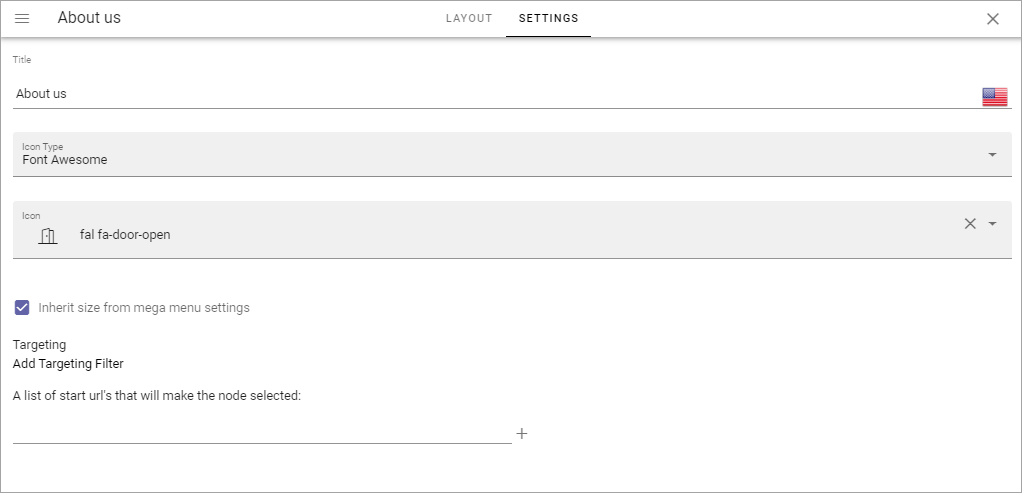 About us
LAYOUT
SETTINGS
Title
About us
Icon Type
Font Awesome
Icon
fal fa-door-open
Inherit size from mega menu settings
Targeting
Add Targeting Filter
A list of start url's that will make the node selected: